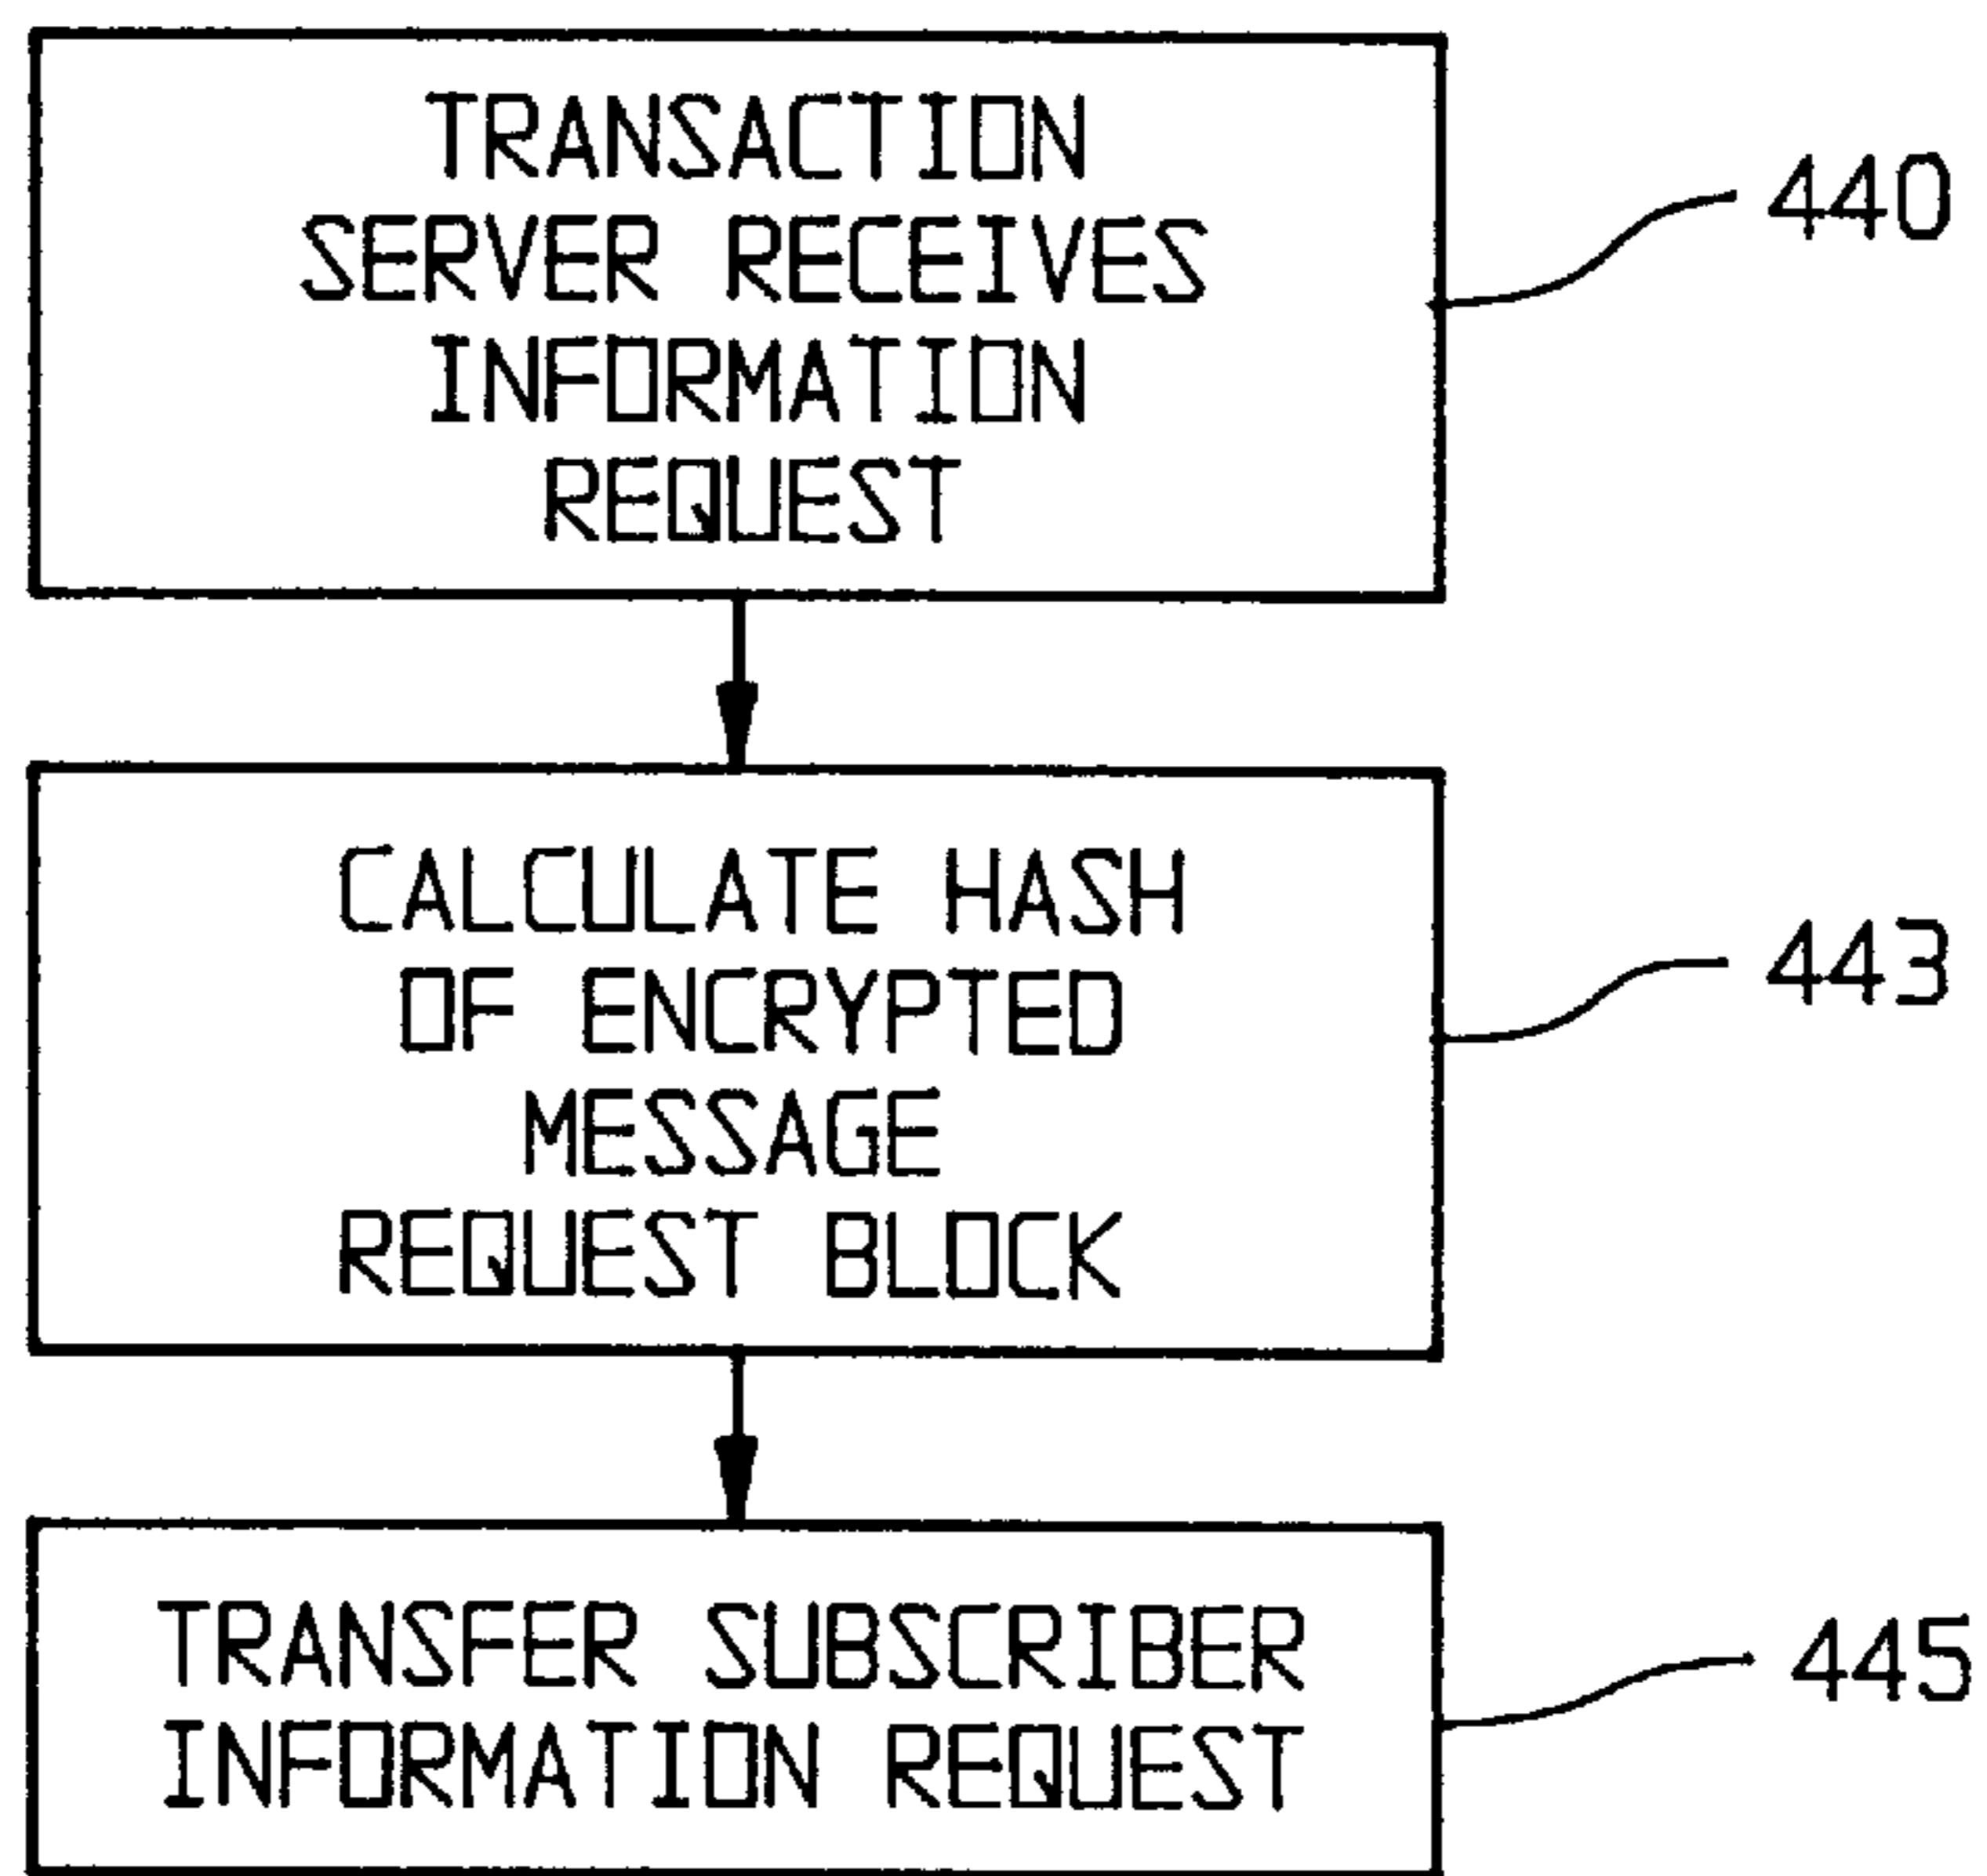 TRANSACTION
SERVER RECEIVES
INFORMATION
REQUEST
440
CALCULATE HASH
OF ENCRYPTED
MESSAGE
REQUEST BLOCK
443
TRANSFER SUBSCRIBER
INFORMATION REQUEST
445